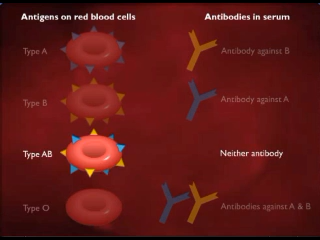 Antigens on red blood cells Antibodies in serum
Type A Antibody against B
Type B Antibody against A
Type AB Neither antibody
Type O Antibodies against A & B